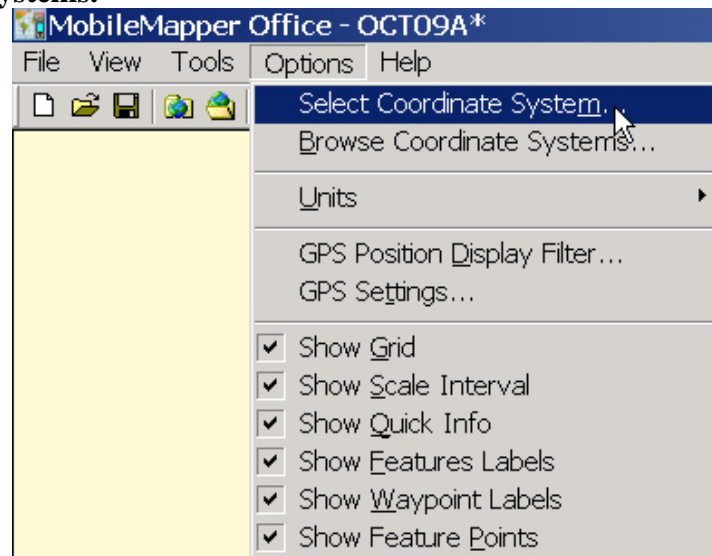 ystems.
MobileMapper Office - OCT09A*
File View Tools Options Help
Select Coordinate System...
Browse Coordinate Systems...
Units
GPS Position Display Filter...
GPS Settings...
Show Grid
Show Scale Interval
Show Quick Info
Show Features Labels
Show Waypoint Labels
Show Feature Points